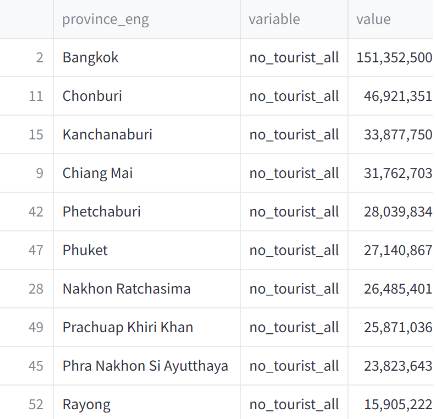 province_eng variable value
2 Bangkok no_tourist_all 151,352,500
11 Chonburi no_tourist_all 46,921,351
15 Kanchanaburi no_tourist_all 33,877,750
9 Chiang Mai no_tourist_all 31,762,703
42 Phetchaburi no_tourist_all 28,039,834
47 Phuket no_tourist_all 27,140,867
28 Nakhon Ratchasima no_tourist_all 26,485,401
49 Prachuap Khiri Khan no_tourist_all 25,871,036
45 Phra Nakhon Si Ayutthaya no_tourist_all 23,823,643
52 Rayong no_tourist_all 15,905,222